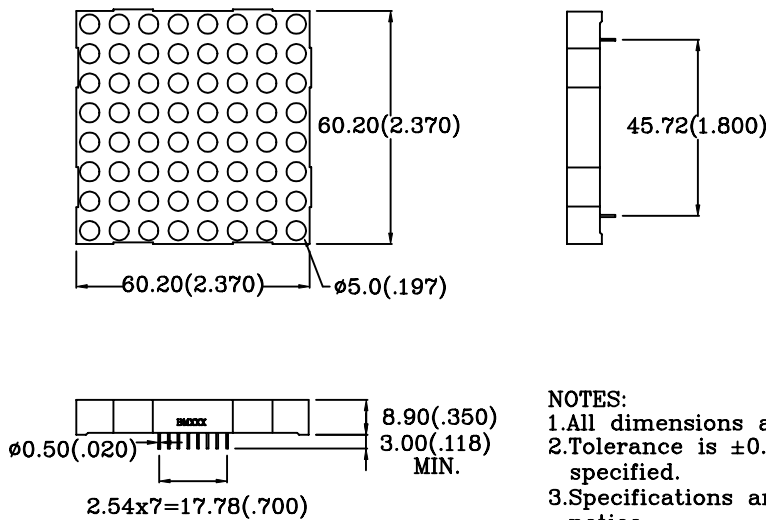 60.20(2.370)
45.72(1.800)
60.20(2.370)
ø5.0(.197)
8.90(.350)
ø0.50(.020)
3.00(.118)
MIN.
2.54x7=17.78(.700)
NOTES:
1.All dimensions
2.Tolerance is ±0.
specified.
3.Specifications